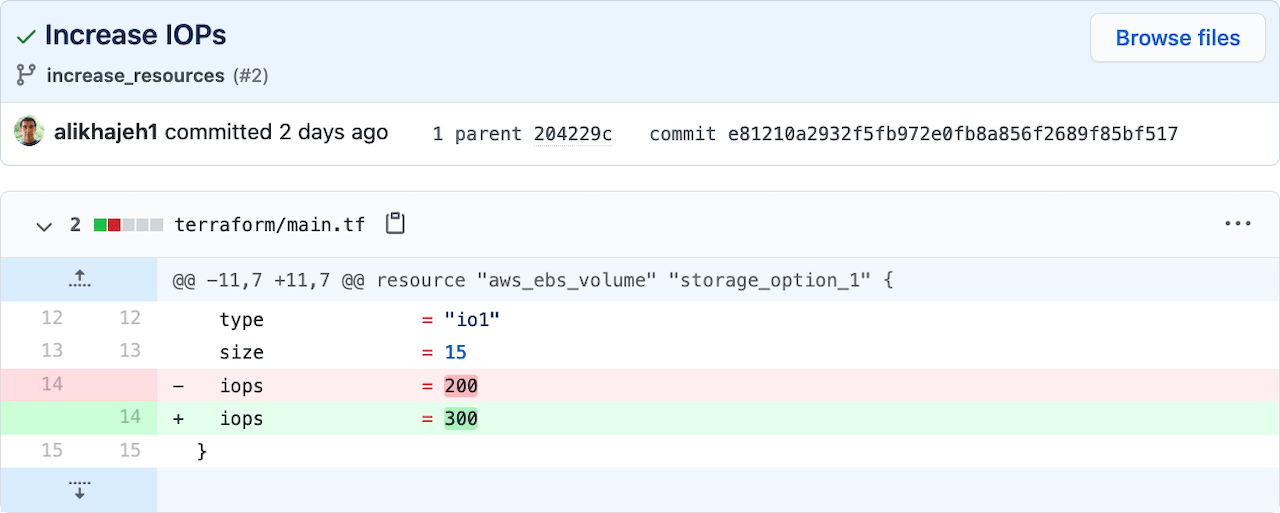 Increase IOPs
Browse files
increase_resources (#2)
alikhajeh1 committed 2 days ago 1 parent 204229c commit e81210a2932f5fb972e0fb8a856f2689f85bf517
2 terraform/main.tf
@@ -11,7 +11,7 @@ resource "aws_ebs_volume" "storage_option_1" {
12 12 type = "io1"
13 13 size = 15
14 - iops = 200
14 + iops = 300
15 15 }